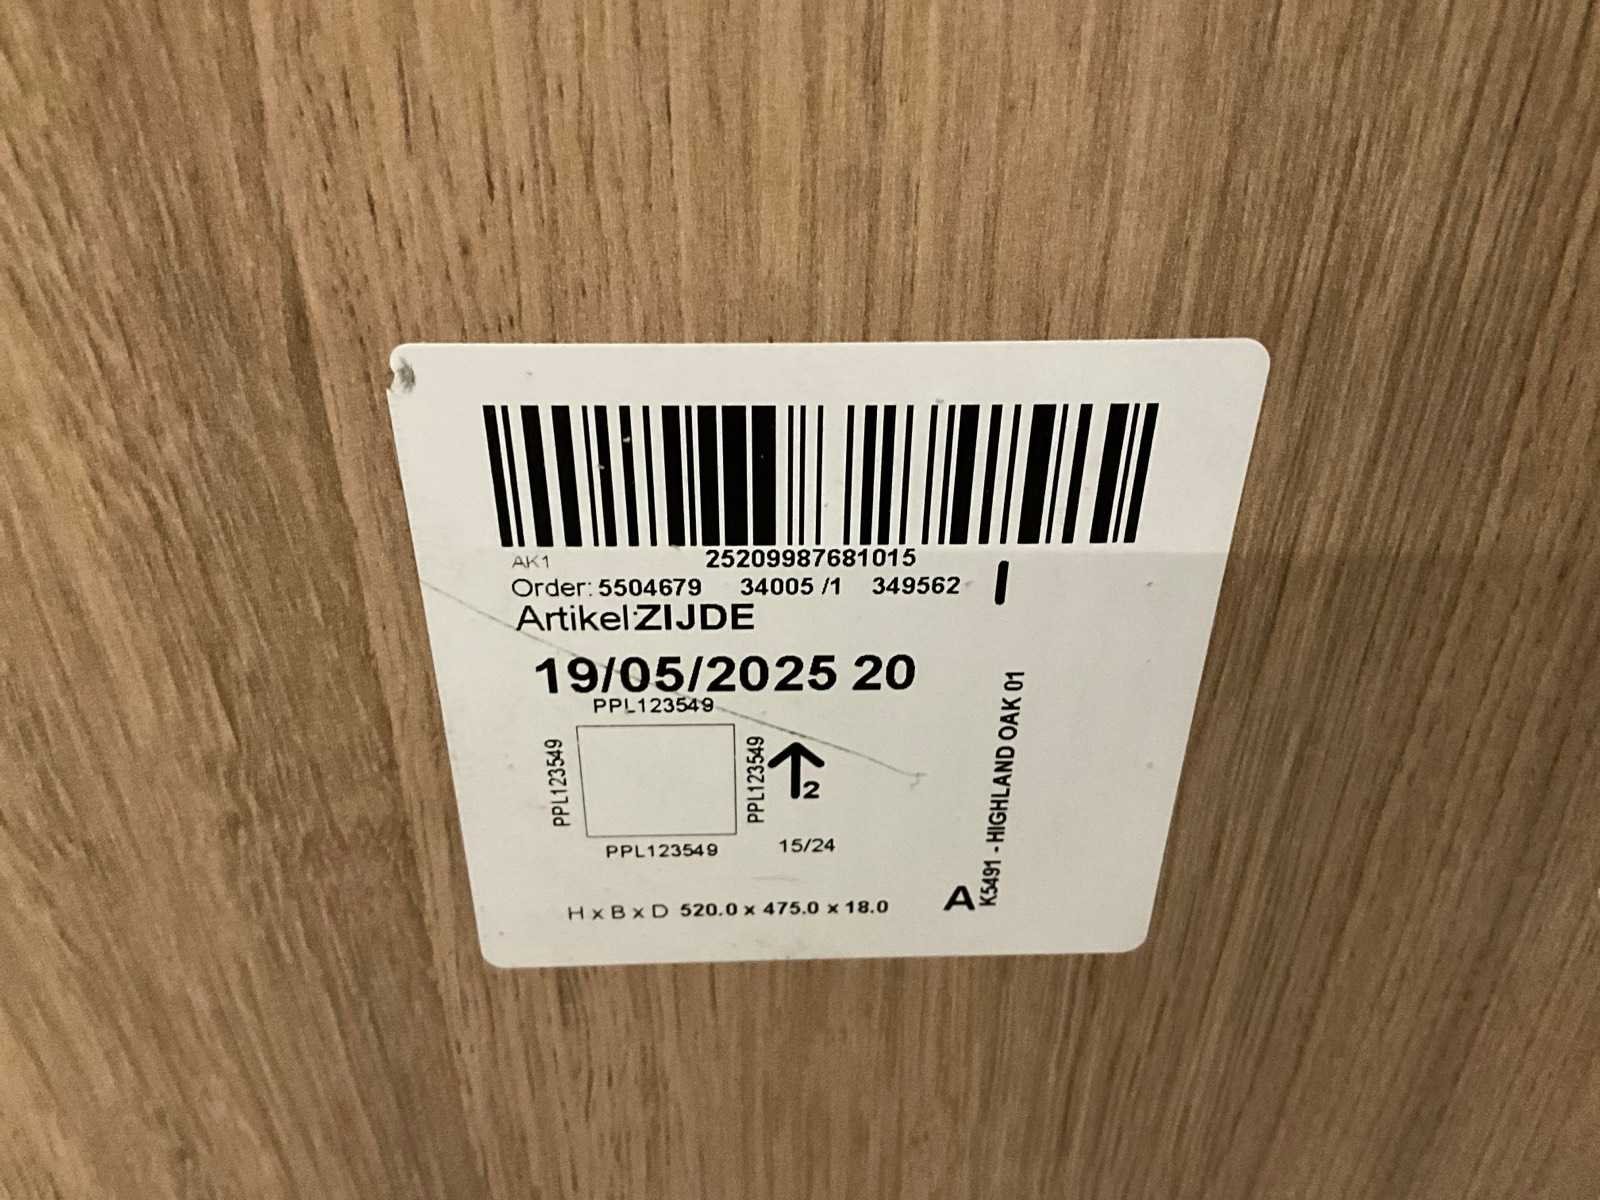 AK1 25209987681015
Order: 5504679 34005 /1 349562 I
Artikel:ZIJDE
19/05/2025 20
PPL123549
PPL123549
PPL123549
2
PPL123549
15/24
H x B x D 520.0 x 475.0 x 18.0
A
K5491 - HIGHLAND OAK 01